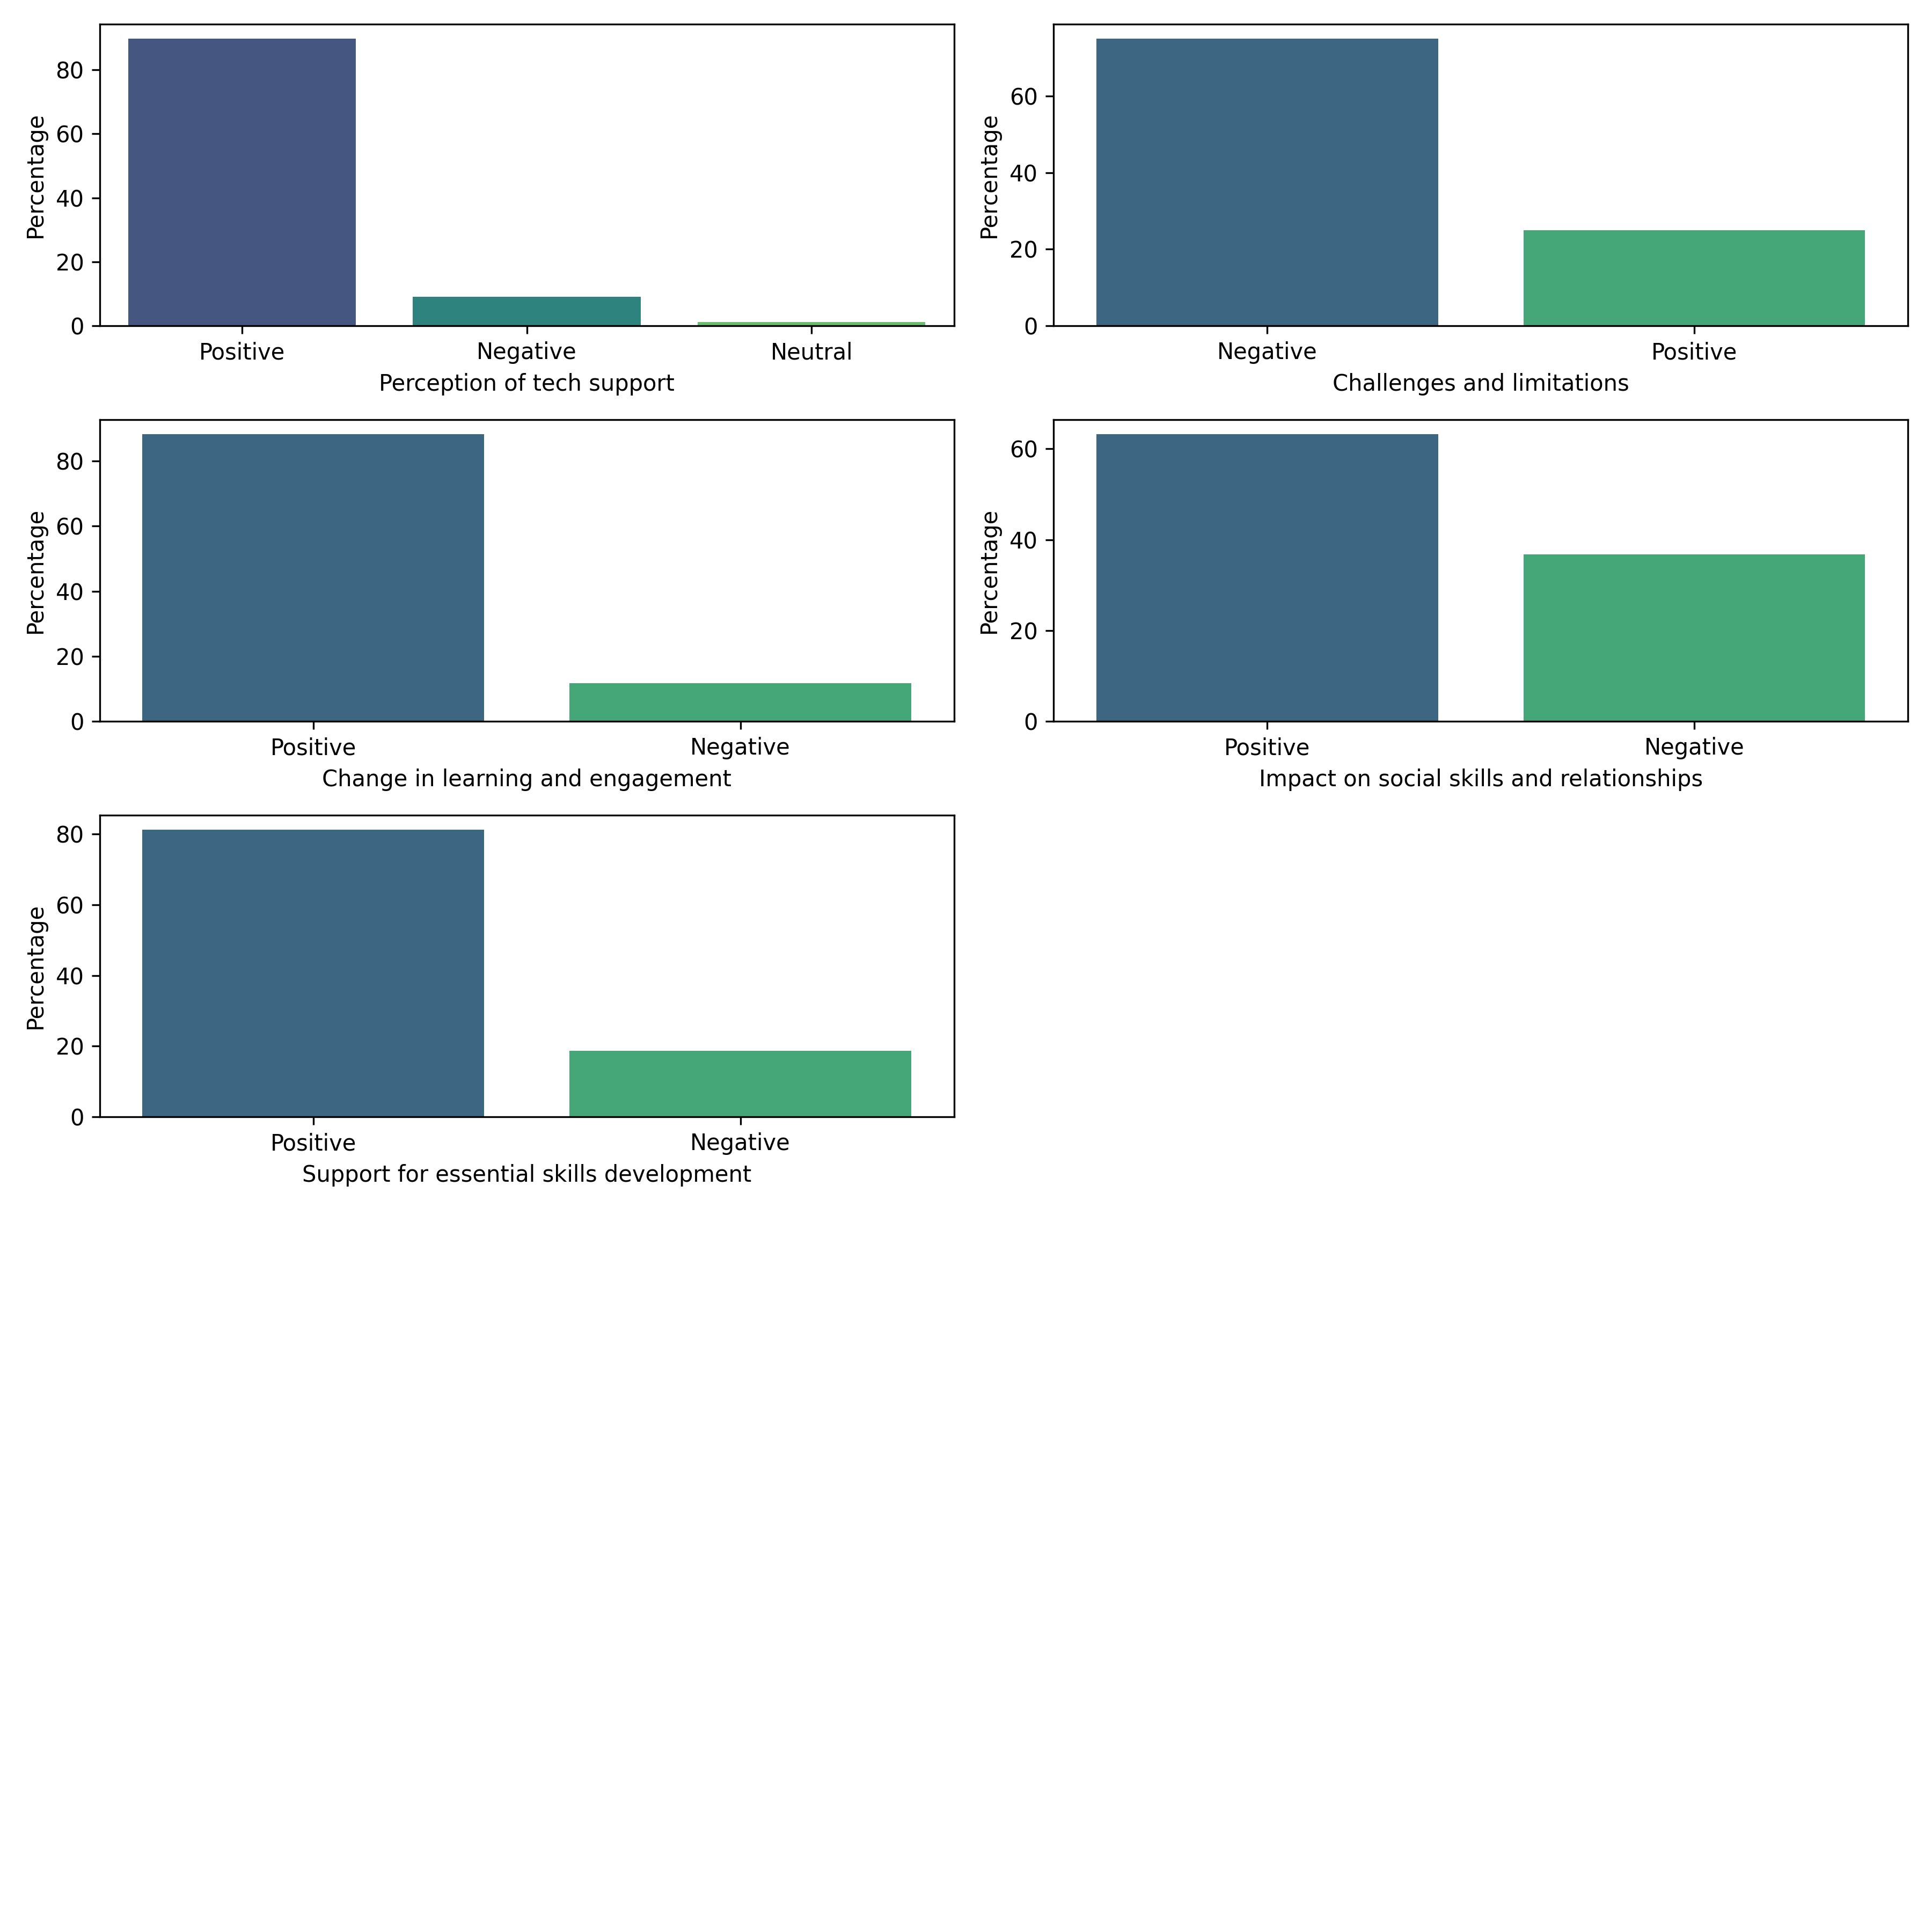 Percentage
80
60
40
20
0
Positive Negative Neutral
Perception of tech support
Percentage
60
40
20
0
Negative Positive
Challenges and limitations
Percentage
80
60
40
20
0
Positive Negative
Change in learning and engagement
Percentage
60
40
20
0
Positive Negative
Impact on social skills and relationships
Percentage
80
60
40
20
0
Positive Negative
Support for essential skills development